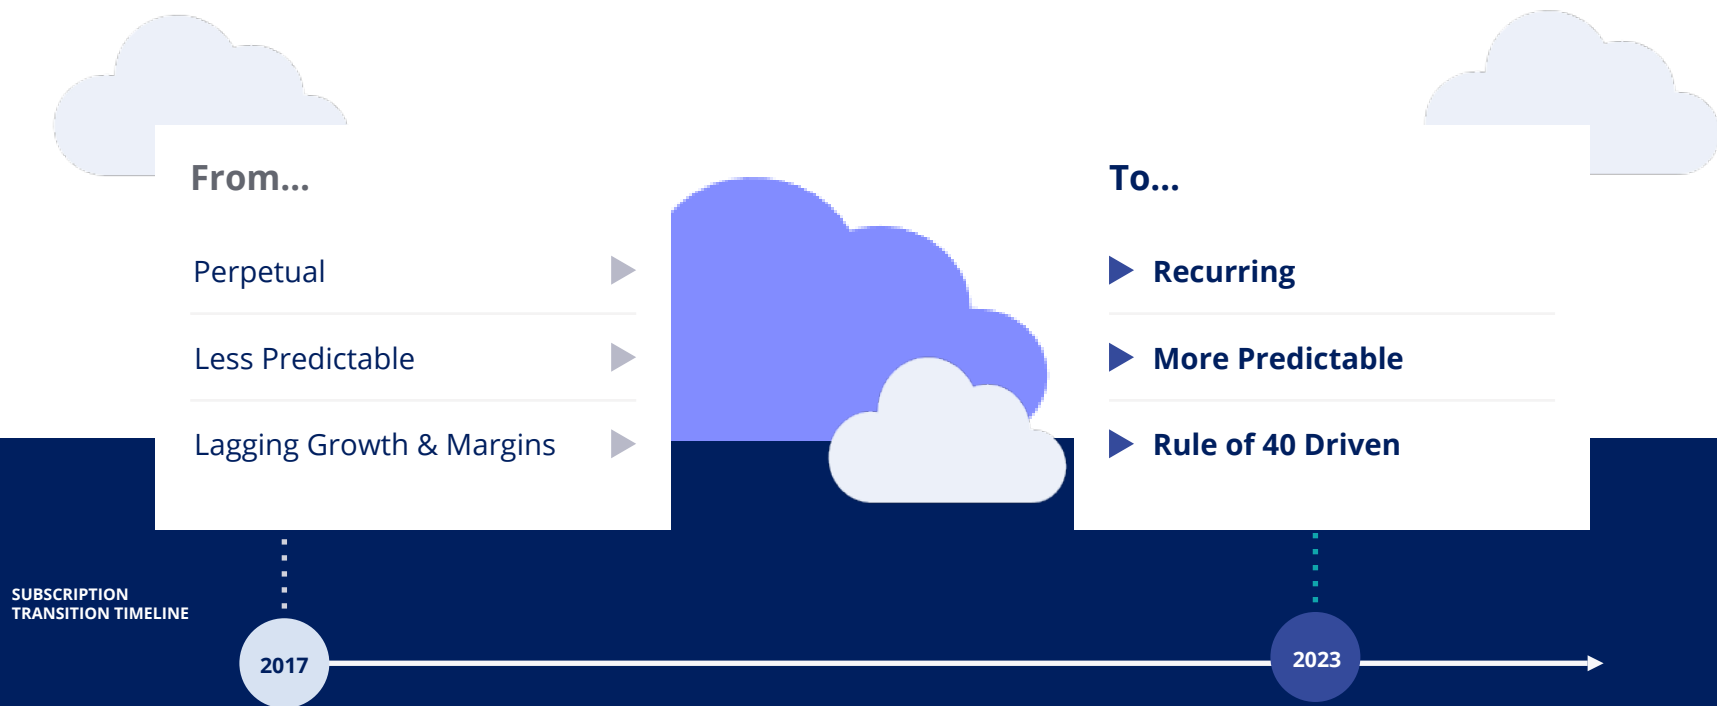 From...
Perpetual
Less Predictable
Lagging Growth & Margins
To...
Recurring
More Predictable
Rule of 40 Driven
SUBSCRIPTION
TRANSITION TIMELINE
2017
2023